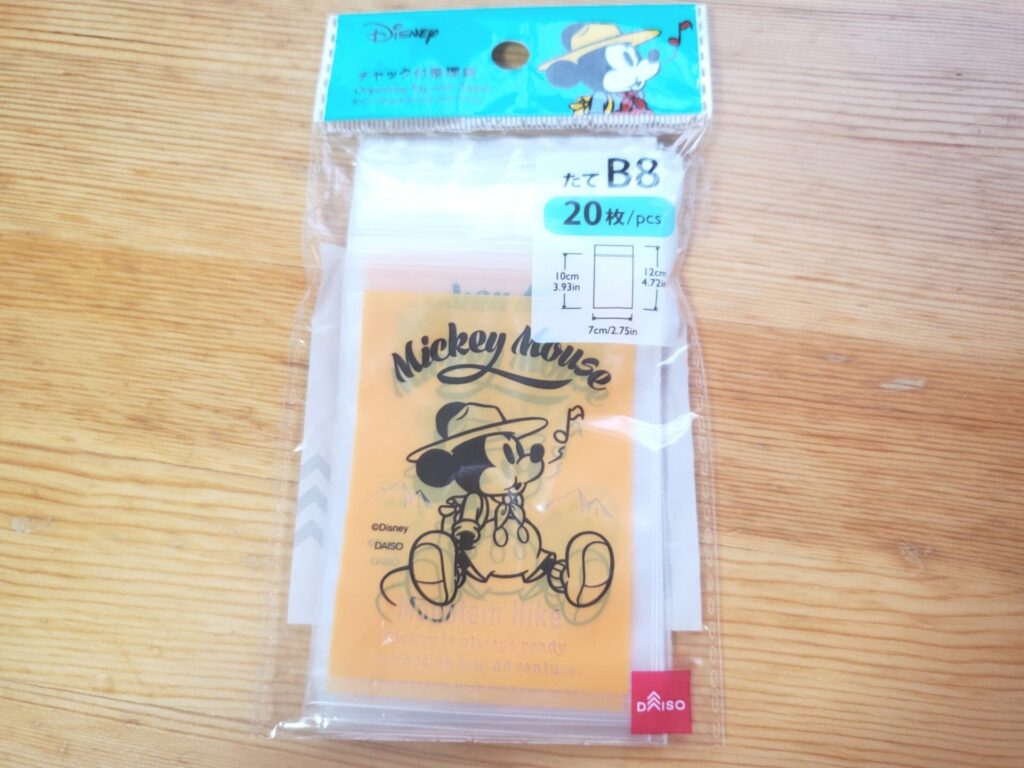 Disney
チャック付整理袋
Organizing Bag with Zipper
たて B8
20枚/pcs
10cm
3.93in
12cm
4.72in
7cm/2.75in
Mickey Mouse
©Disney
DAISO
Mountain Hike
Mickey is always ready
for action and adventure.
DAISO